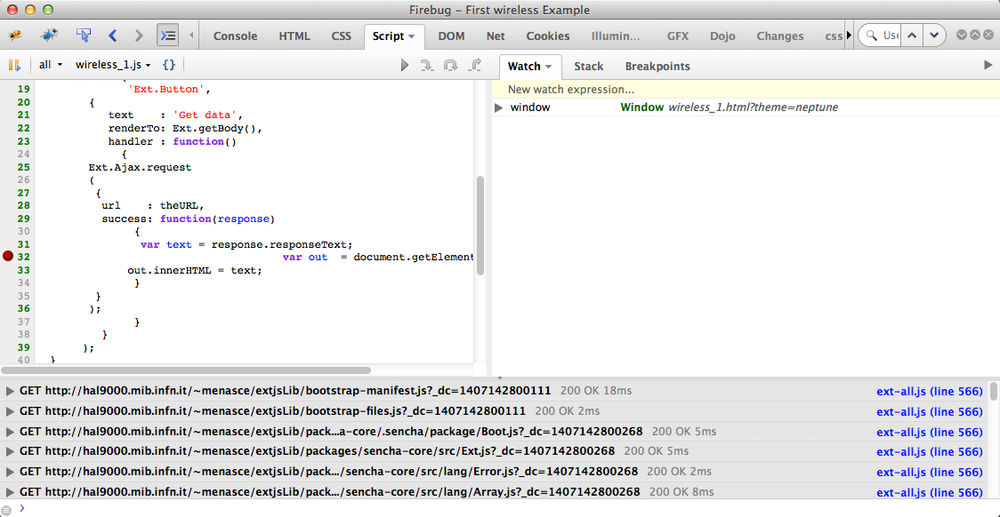 Firebug – First wireless Example
Console HTML CSS Script DOM Net Cookies Illumin... GFX Dojo Changes css
all wireless_1.js {} Watch Stack Breakpoints
New watch expression...
window Window wireless_1.html?theme=neptune
19 'Ext.Button',
20 {
21 text : 'Get data',
22 renderTo: Ext.getBody(),
23 handler : function()
24 {
25 Ext.Ajax.request
26 (
27 {
28 url : theURL,
29 success: function(response)
30 {
31 var text = response.responseText;
32 var out = document.getElement
33 out.innerHTML = text;
34 }
35 }
36 );
37 }
38 }
39 );
40 }
GET http://hal9000.mib.infn.it/~menasce/extjsLib/bootstrap-manifest.js?_dc=1407142800111 200 OK 18ms ext-all.js (line 566)
GET http://hal9000.mib.infn.it/~menasce/extjsLib/bootstrap-files.js?_dc=1407142800111 200 OK 2ms ext-all.js (line 566)
GET http://hal9000.mib.infn.it/~menasce/extjsLib/pack...a-core/.sencha/package/Boot.js?_dc=1407142800268 200 OK 5ms ext-all.js (line 566)
GET http://hal9000.mib.infn.it/~menasce/extjsLib/packages/sencha-core/src/Ext.js?_dc=1407142800268 200 OK 5ms ext-all.js (line 566)
GET http://hal9000.mib.infn.it/~menasce/extjsLib/pack.../sencha-core/src/lang/Error.js?_dc=1407142800268 200 OK 2ms ext-all.js (line 566)
GET http://hal9000.mib.infn.it/~menasce/extjsLib/pack.../sencha-core/src/lang/Array.js?_dc=1407142800268 200 OK 8ms ext-all.js (line 566)